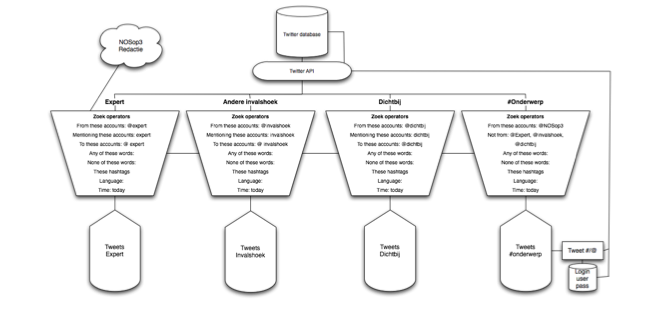 Twitter database
NOSop3
Redactie
Twitter API
Expert
Andere invalshoek
Dichtbij
#Onderwerp
Zoek operators
From these accounts: @expert
Mentioning these accounts: expert
To these accounts: @ expert
Any of these words:
None of these words:
These hashtags
Language:
Time: today
Zoek operators
From these accounts: @invalshoek
Mentioning these accounts: invalshoek
To these accounts: @ invalshoek
Any of these words:
None of these words:
These hashtags
Language:
Time: today
Zoek operators
From these accounts: @dichtbij
Mentioning these accounts: dichtbij
To these accounts: @dichtbij
Any of these words:
None of these words:
These hashtags
Language:
Time: today
Zoek operators
From these accounts: @NOSop3
Not from: @Expert, @invalshoek,
@dichtbij
Any of these words:
None of these words:
These hashtags
Language:
Time: today
Tweets
Expert
Tweets
Invalshoek
Tweets
Dichtbij
Tweets
#onderwerp
Tweet #/@
Login
user
pass